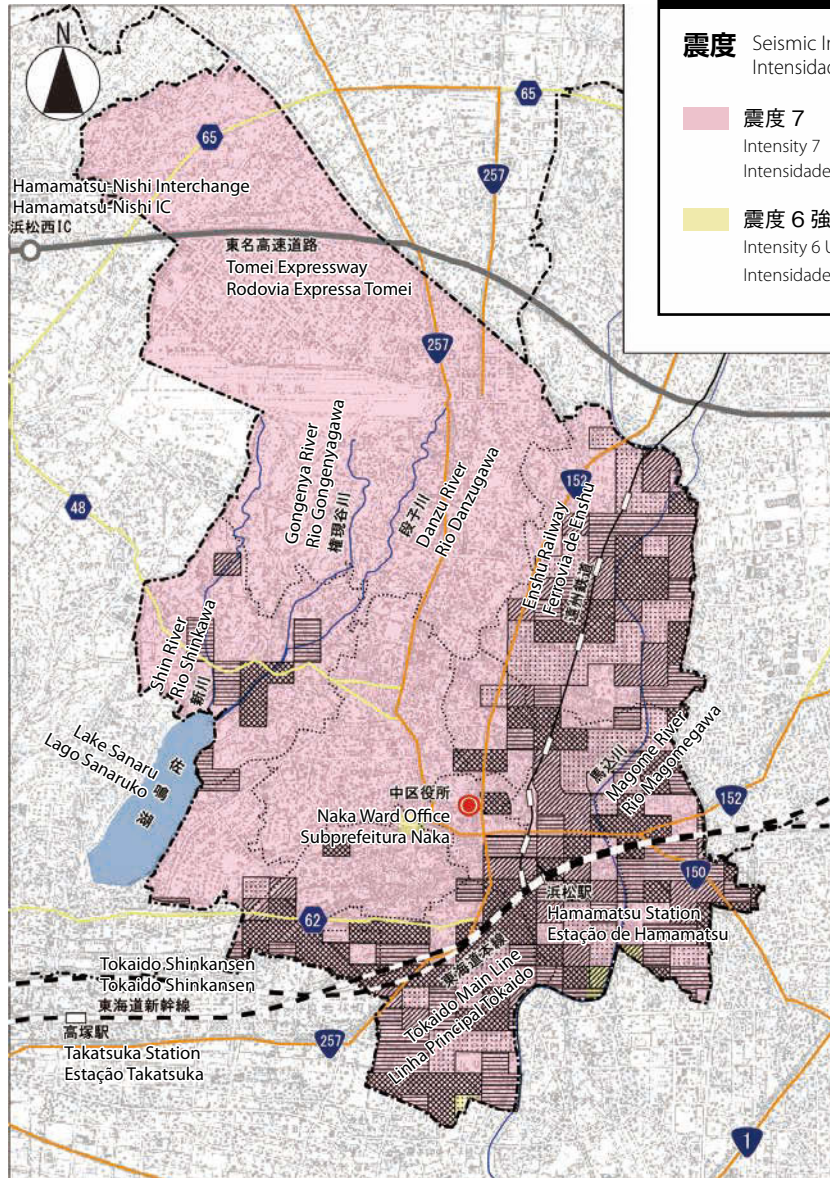 N
震度 Seismic In
Intensidad
震度 7
Intensity 7
Intensidade
震度 6 強
Intensity 6 U
Intensidade
65
65
257
Hamamatsu-Nishi Interchange
Hamamatsu-Nishi IC
浜松西IC
東名高速道路
Tomei Expressway
Rodovia Expressa Tomei
257
48
Gongenya River
Rio Gongenyagawa
権現谷川
段子川
Danzu River
Rio Danzugawa
152
Enshu Railway
Ferrovia de Enshu
遠州鉄道
Shin River
Rio Shinkawa
新川
Lake Sanaru
Lago Sanaruko
佐鳴湖
馬込川
Magome River
Rio Magomegawa
中区役所
Naka Ward Office
Subprefeitura Naka
152
150
浜松駅
Hamamatsu Station
Estação de Hamamatsu
62
Tokaido Shinkansen
Tokaido Shinkansen
東海道新幹線
東海道本線
Tokaido Main Line
Linha Principal Tokaido
高塚駅
Takatsuka Station
Estação Takatsuka
257
1